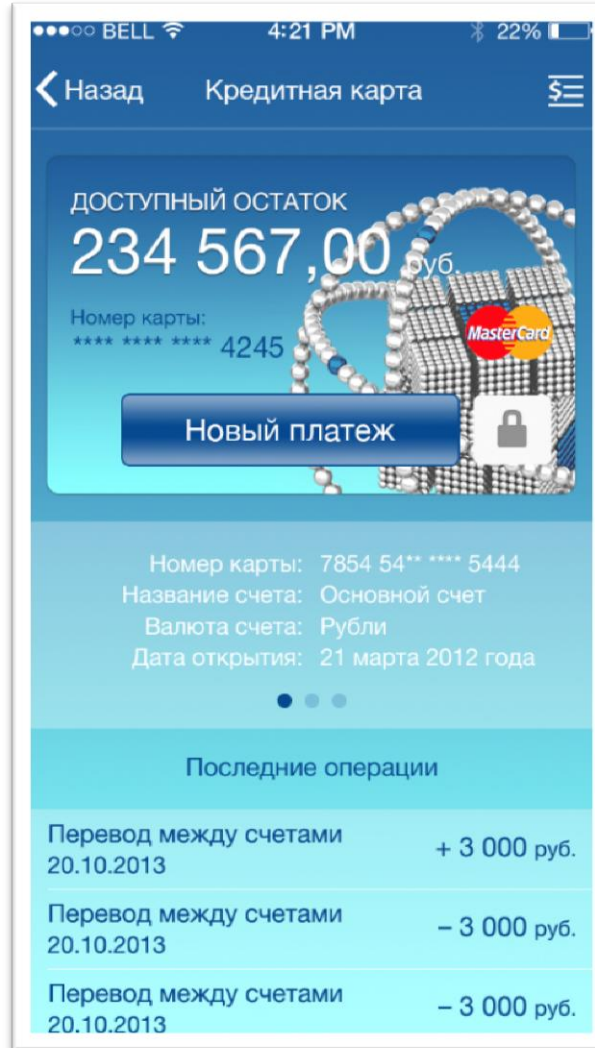 BELL 4:21 PM 22%
Назад Кредитная карта $
ДОСТУПНЫЙ ОСТАТОК
234 567,00 руб.
Номер карты:
**** **** **** 4245
MasterCard
Новый платеж
Номер карты: 7854 54** **** 5444
Название счета: Основной счет
Валюта счета: Рубли
Дата открытия: 21 марта 2012 года
Последние операции
Перевод между счетами
20.10.2013
+ 3 000 руб.
Перевод между счетами
20.10.2013
– 3 000 руб.
Перевод между счетами
20.10.2013
– 3 000 руб.